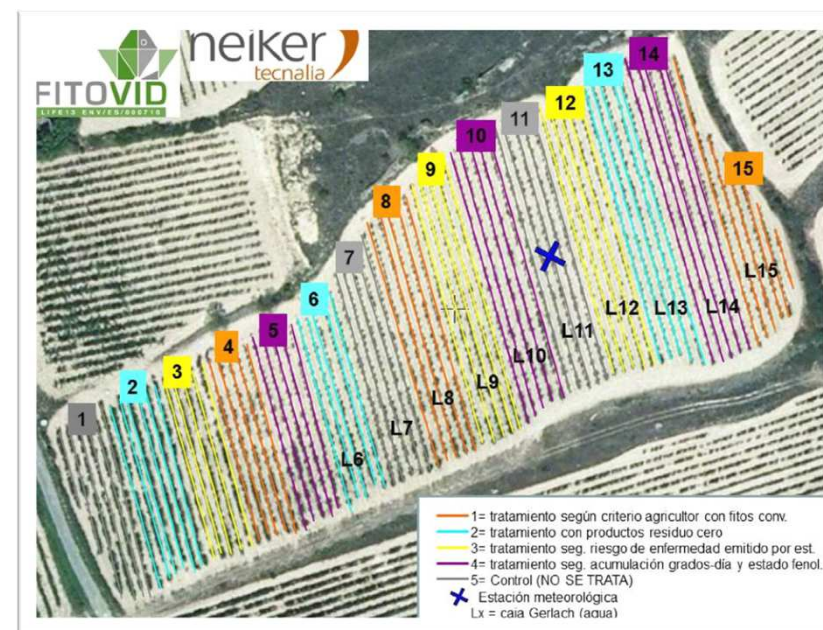 neiker
tecnalia
FITOVID
LIFE13 ENV/ES/000710
1
2
3
4
5
6
7
8
9
10
11
12
13
14
15
L6
L7
L8
L9
L10
L11
L12
L13
L14
L15
1= tratamiento según criterio agricultor con fitos conv.
2= tratamiento con productos residuo cero
3= tratamiento seg. riesgo de enfermedad emitido por est.
4= tratamiento seg. acumulación grados-día y estado fenol.
5= Control (NO SE TRATA)
Estación meteorológica
Lx = caja Gerlach (agua)